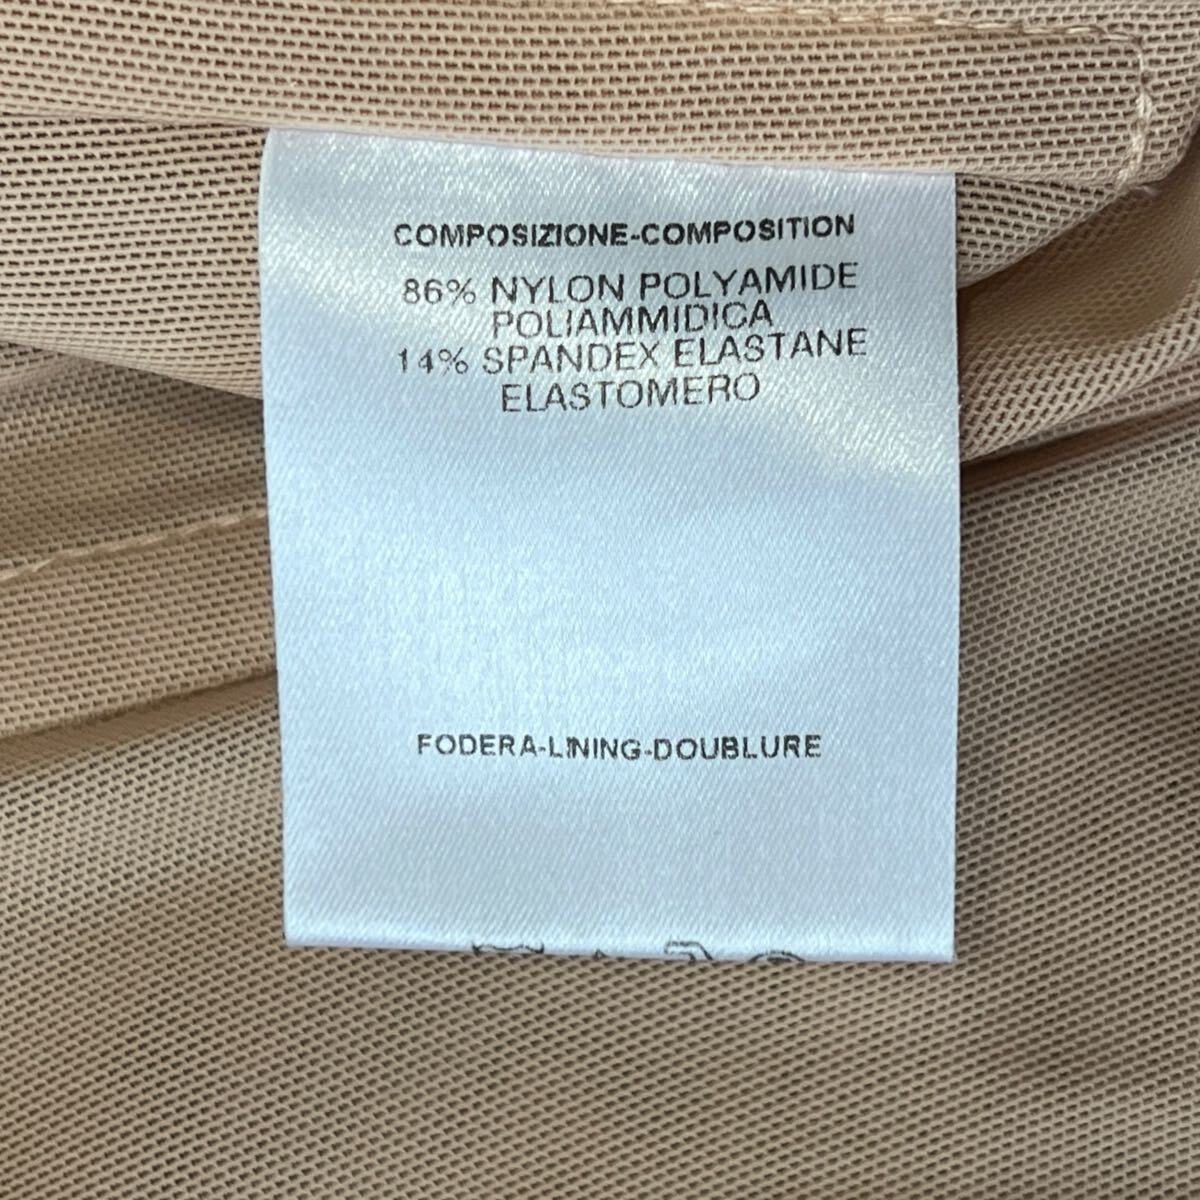 COMPOSIZIONE-COMPOSITION
86% NYLON POLYAMIDE
POLIAMMIDICA
14% SPANDEX ELASTANE
ELASTOMERO
FODERA-LINING-DOUBLURE